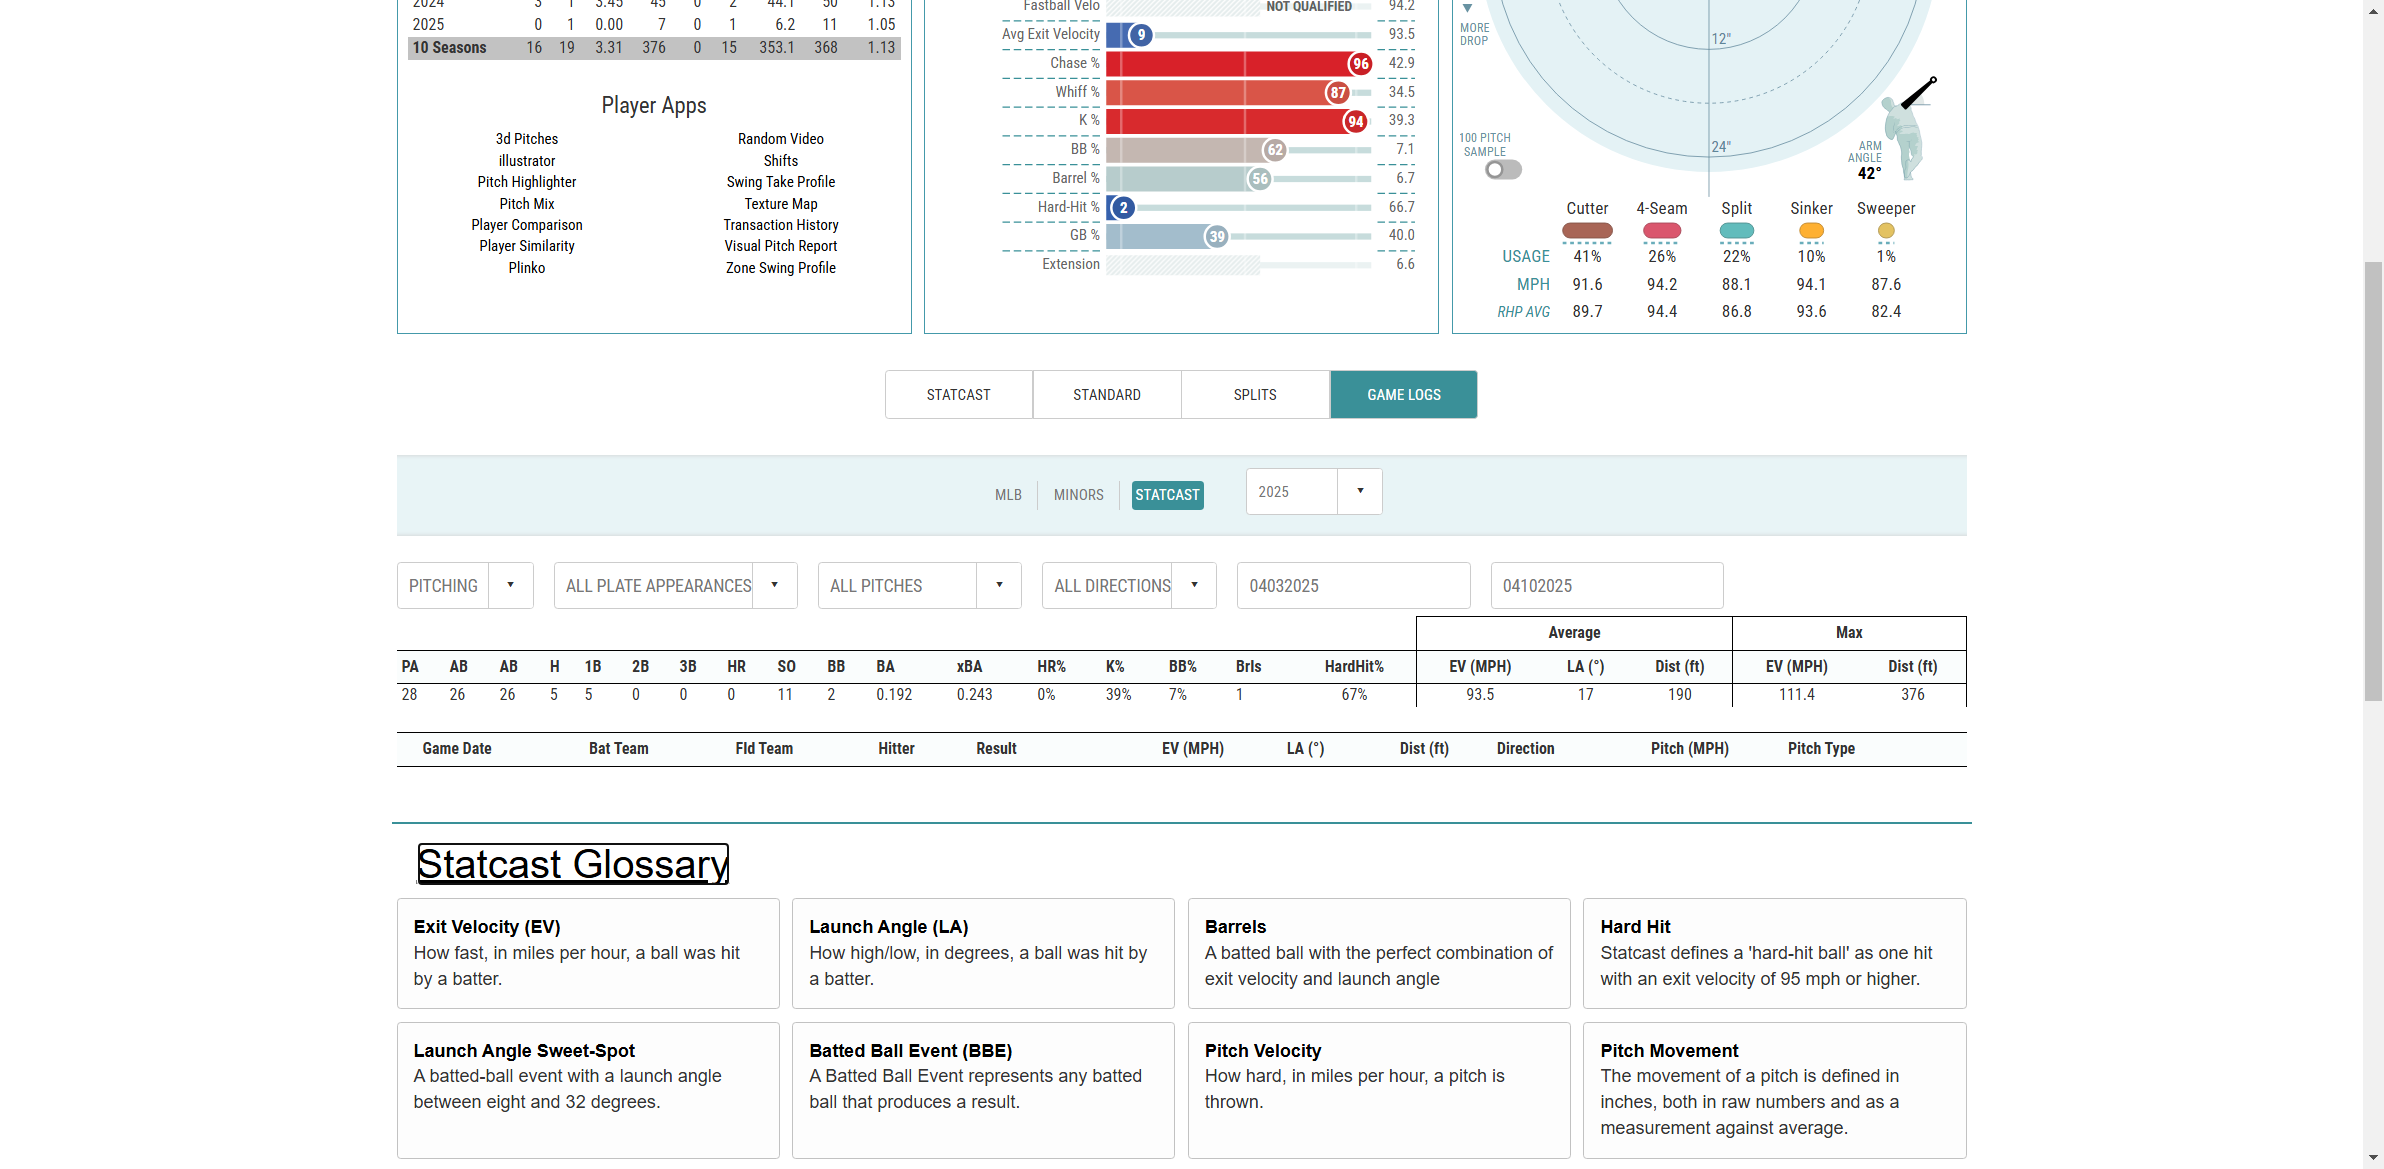 2024 3 1 3.45 45 0 2 44.1 50 1.13
2025 0 1 0.00 7 0 1 6.2 11 1.05
10 Seasons 16 19 3.31 376 0 15 353.1 368 1.13
Player Apps
3d Pitches Random Video
illustrator Shifts
Pitch Highlighter Swing Take Profile
Pitch Mix Texture Map
Player Comparison Transaction History
Player Similarity Visual Pitch Report
Plinko Zone Swing Profile
Fastball Velo NOT QUALIFIED 94.2
Avg Exit Velocity 9 93.5
Chase % 96 42.9
Whiff % 87 34.5
K % 94 39.3
BB % 62 7.1
Barrel % 56 6.7
Hard-Hit % 2 66.7
GB % 39 40.0
Extension 6.6
▼
MORE
DROP
12"
24"
100 PITCH
SAMPLE
ARM
ANGLE
42°
Cutter 4-Seam Split Sinker Sweeper
USAGE 41% 26% 22% 10% 1%
MPH 91.6 94.2 88.1 94.1 87.6
RHP AVG 89.7 94.4 86.8 93.6 82.4
STATCAST STANDARD SPLITS GAME LOGS
MLB MINORS STATCAST 2025
PITCHING ALL PLATE APPEARANCES ALL PITCHES ALL DIRECTIONS 04032025 04102025
Average Max
PA AB AB H 1B 2B 3B HR SO BB BA xBA HR% K% BB% Brls HardHit% EV (MPH) LA (°) Dist (ft) EV (MPH) Dist (ft)
28 26 26 5 5 0 0 0 11 2 0.192 0.243 0% 39% 7% 1 67% 93.5 17 190 111.4 376
Game Date Bat Team Fld Team Hitter Result EV (MPH) LA (°) Dist (ft) Direction Pitch (MPH) Pitch Type
Statcast Glossary
Exit Velocity (EV)
How fast, in miles per hour, a ball was hit
by a batter.
Launch Angle (LA)
How high/low, in degrees, a ball was hit by
a batter.
Barrels
A batted ball with the perfect combination of
exit velocity and launch angle
Hard Hit
Statcast defines a 'hard-hit ball' as one hit
with an exit velocity of 95 mph or higher.
Launch Angle Sweet-Spot
A batted-ball event with a launch angle
between eight and 32 degrees.
Batted Ball Event (BBE)
A Batted Ball Event represents any batted
ball that produces a result.
Pitch Velocity
How hard, in miles per hour, a pitch is
thrown.
Pitch Movement
The movement of a pitch is defined in
inches, both in raw numbers and as a
measurement against average.